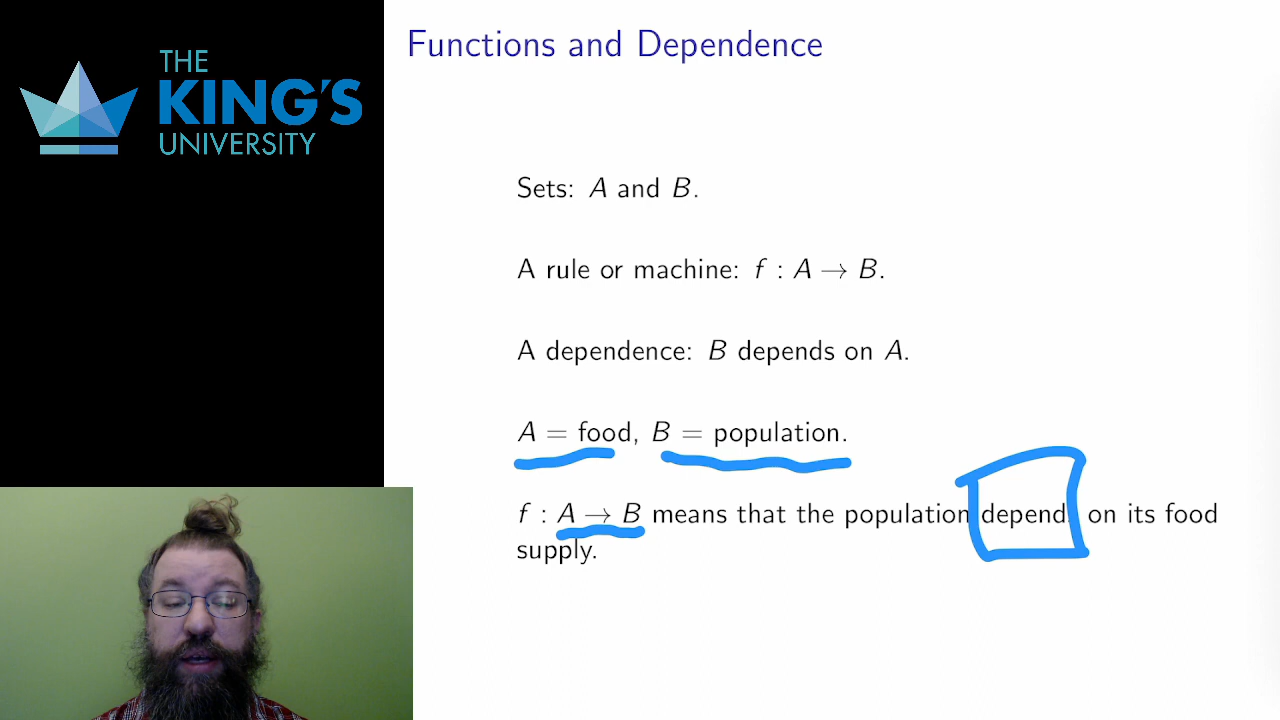 THE
KING'S
UNIVERSITY
Functions and Dependence
Sets: A and B.
A rule or machine: f : A → B.
A dependence: B depends on A.
A = food, B = population.
f : A → B means that the population depends on its food
supply.